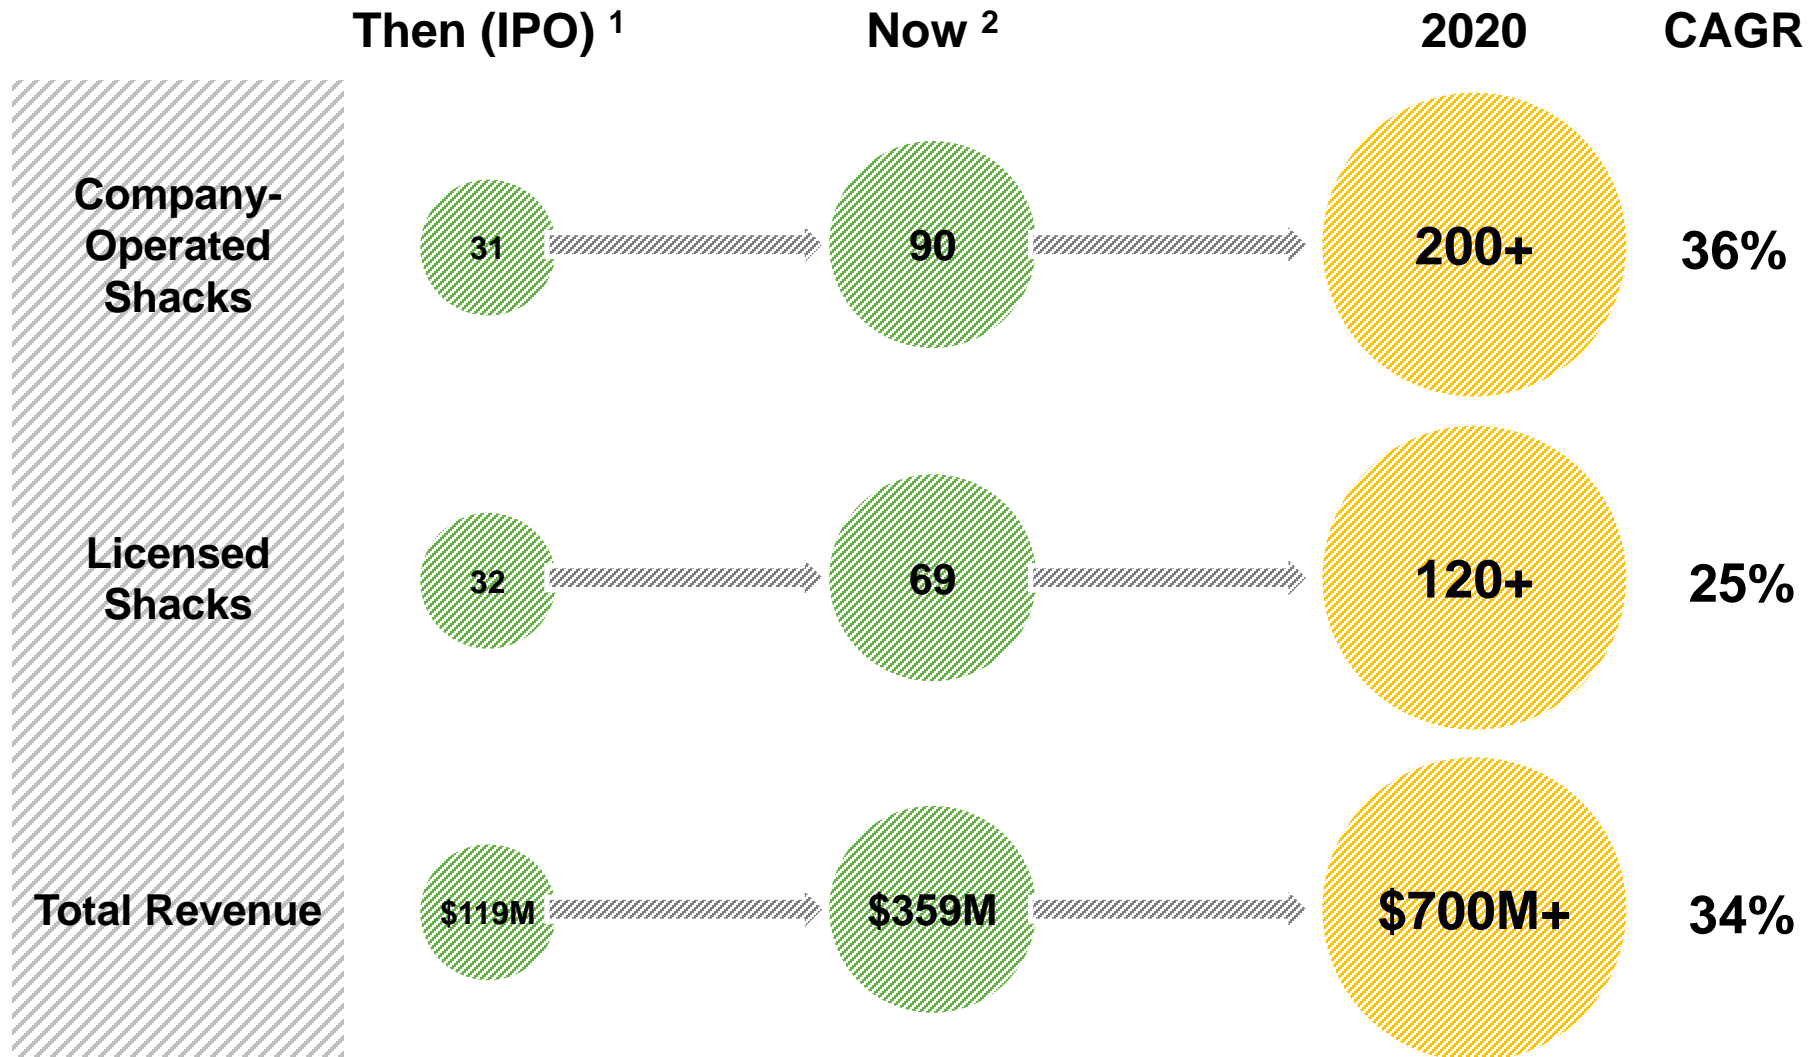 Then (IPO) ¹ Now ² 2020 CAGR
Company-
Operated
Shacks
31 90 200+ 36%
Licensed
Shacks
32 69 120+ 25%
Total Revenue $119M $359M $700M+ 34%